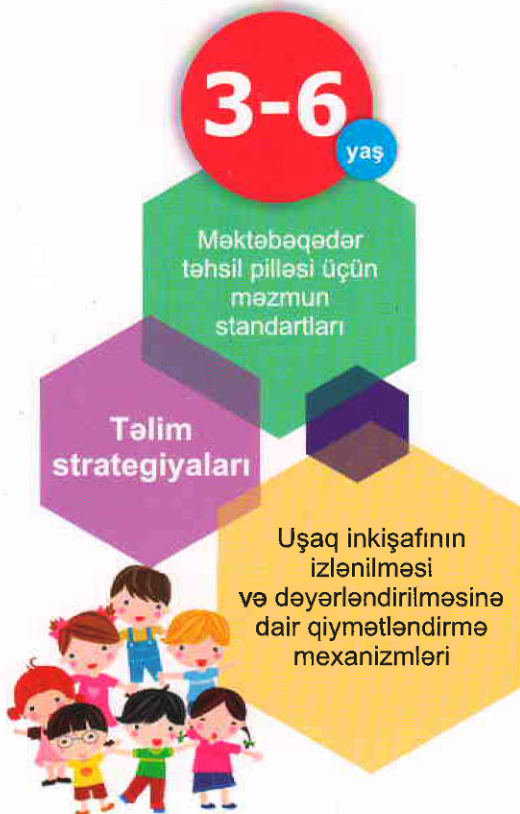 3-6
yaş
Məktəbəqədər
təhsil pilləsi üçün
məzmun
standartları
Təlim
strategiyaları
Uşaq inkişafının
izlənilməsi
və dəyərləndirilməsinə
dair qiymətləndirmə
mexanizmləri